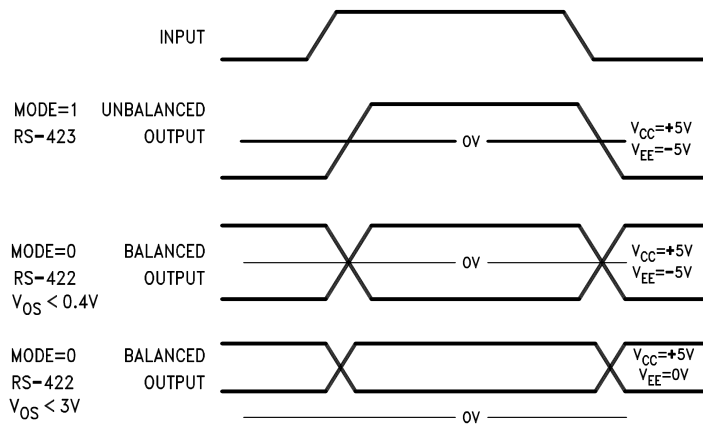 INPUT
MODE=1 UNBALANCED
RS-423 OUTPUT
0V
VCC=+5V
VEE=-5V
MODE=0 BALANCED
RS-422 OUTPUT
VOS < 0.4V
0V
VCC=+5V
VEE=-5V
MODE=0 BALANCED
RS-422 OUTPUT
VOS < 3V
VCC=+5V
VEE=0V
0V